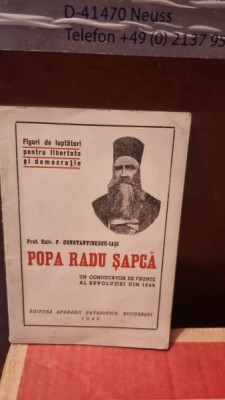 D-41470 Neuss
Telefon +49 (0) 2137 95
Figuri de luptători
pentru libertate
și democrație
Prof. Univ. P. CONSTANTINESCU-IAȘI
POPA RADU ȘAPCĂ
UN CONDUCĂTOR DE FRUNTE
AL REVOLUȚIEI DIN 1848
EDITURA APĂRĂRII PATRIOTICE, BUCUREȘTI